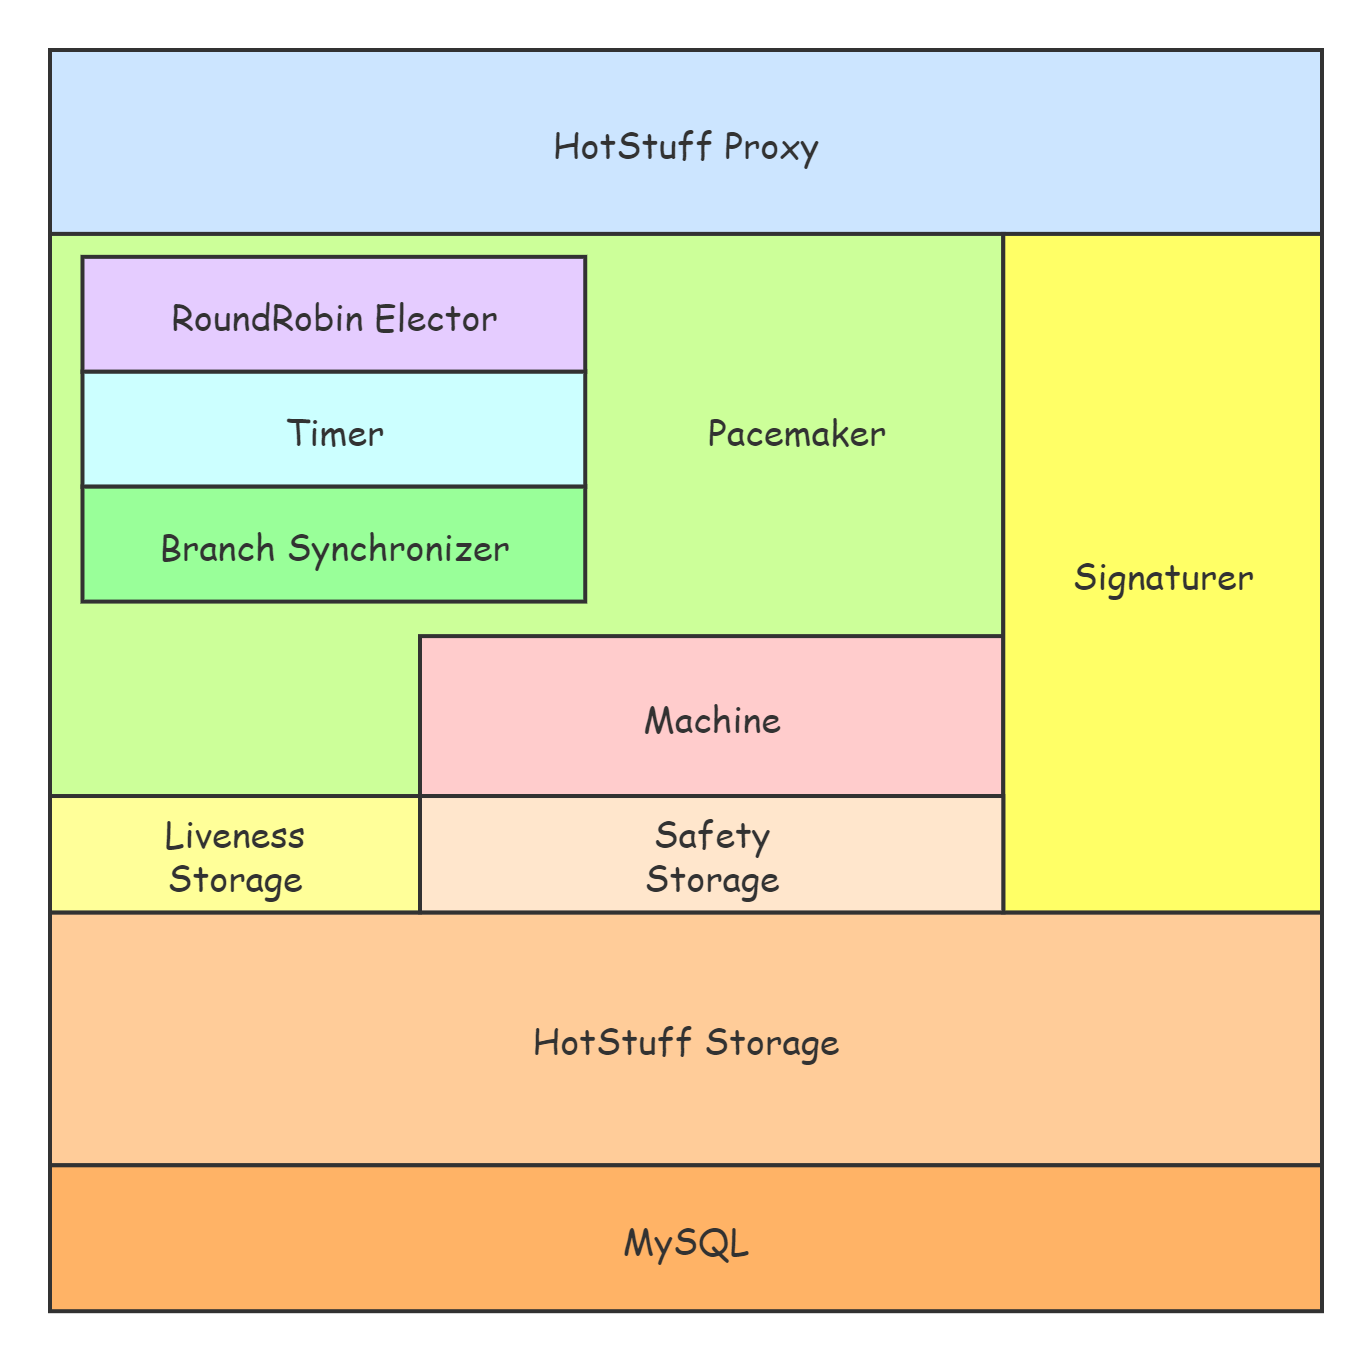 HotStuff Proxy
RoundRobin Elector
Timer
Pacemaker
Branch Synchronizer
Signaturer
Machine
Liveness
Storage
Safety
Storage
HotStuff Storage
MySQL